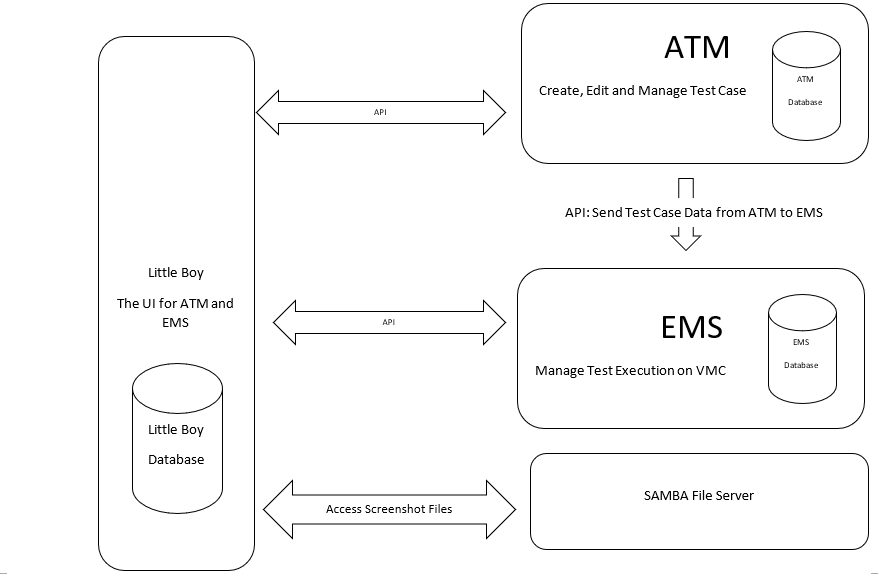 ATM
Create, Edit and Manage Test Case
ATM
Database
API
API: Send Test Case Data from ATM to EMS
Little Boy
The UI for ATM and
EMS
API
EMS
Manage Test Execution on VMC
EMS
Database
Little Boy
Database
Access Screenshot Files
SAMBA File Server